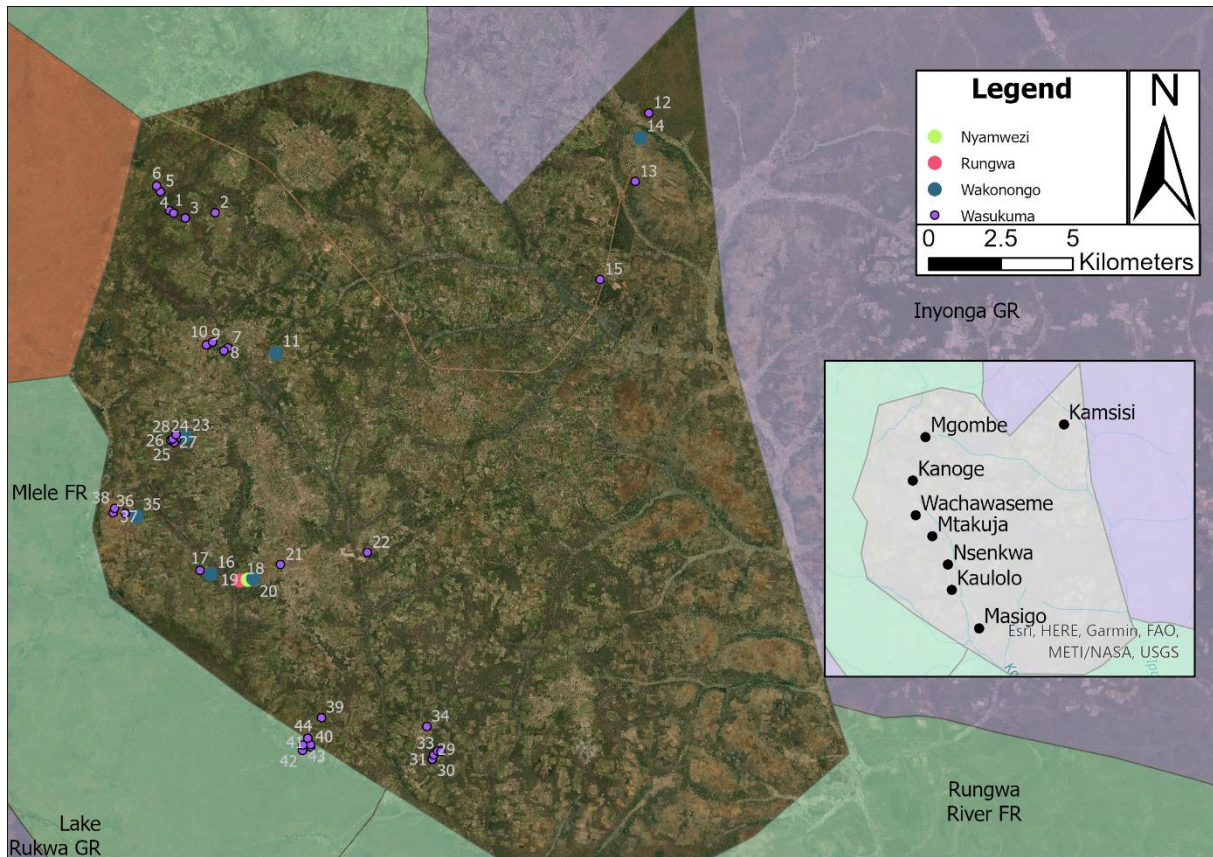 Legend
Nyamwezi
Rungwa
Wakonongo
Wasukuma
N
0 2.5 5
Kilometers
12
14
13
6
5
4 1 3 2
15
10 9 7
8
11
28 24 23
26 27
25
Mlele FR
38 36 35
37
17 16
19 18
20
21
22
39
44 40
41
42 43
34
33 29
31 30
Inyonga GR
Mgombe
Kamsisi
Kanoge
Wachawaseme
Mtakuja
Nsenkwa
Kaulolo
Masigo
Esri, HERE, Garmin, FAO,
METI/NASA, USGS
Rungwa
River FR
Lake
Rukwa GR